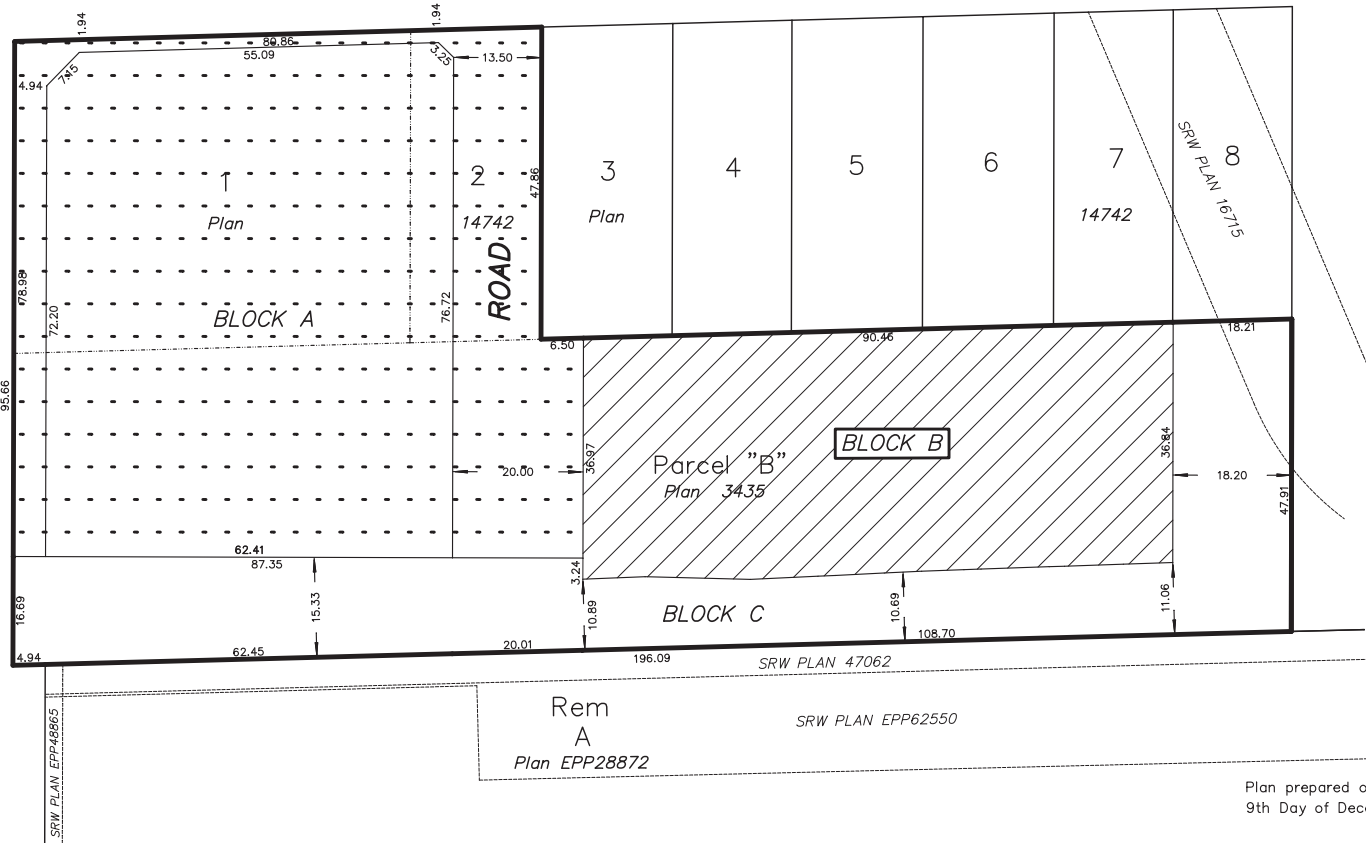 1.94
1.94
80.86
55.09
3.25
13.50
7.15
4.94
1
Plan
2
14742
47.86
ROAD
3
Plan
4
5
6
7
14742
8
SRW PLAN 16715
78.98
72.20
BLOCK A
76.72
6.50
90.46
18.21
95.66
36.97
20.00
Parcel "B"
Plan 3435
BLOCK B
36.84
18.20
47.91
62.41
87.35
3.24
16.69
15.33
10.89
BLOCK C
10.69
11.06
4.94
62.45
20.01
196.09
108.70
SRW PLAN 47062
SRW PLAN EPP48865
Rem
A
Plan EPP28872
SRW PLAN EPP62550
Plan prepared
9th Day of